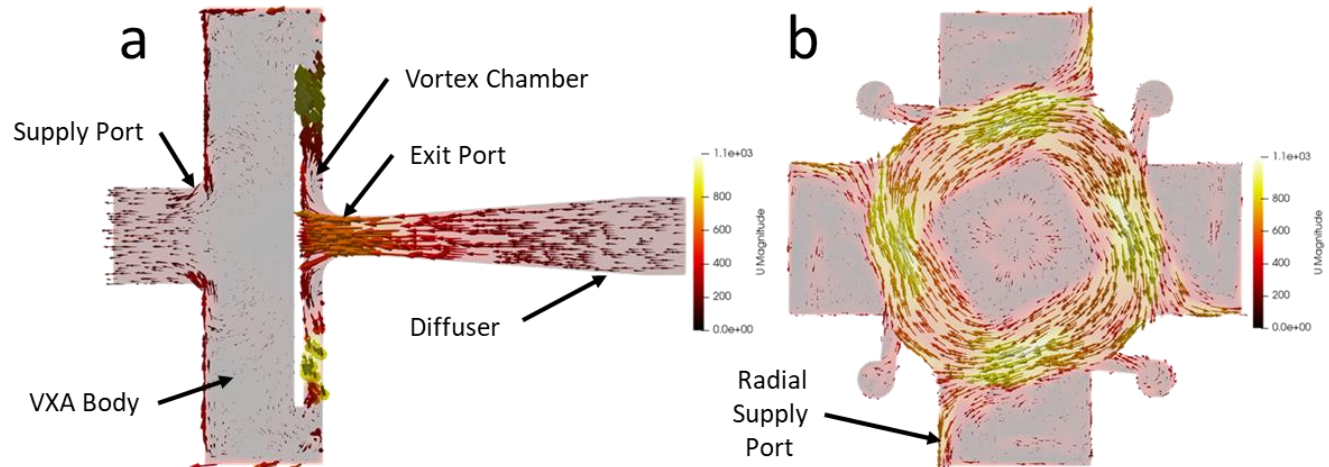 a
Vortex Chamber
Supply Port
Exit Port
1.1e+03
800
600
400
200
0.0e+00
U Magnitude
Diffuser
VXA Body
b
1.1e+03
800
600
400
200
0.0e+00
U Magnitude
Radial
Supply
Port